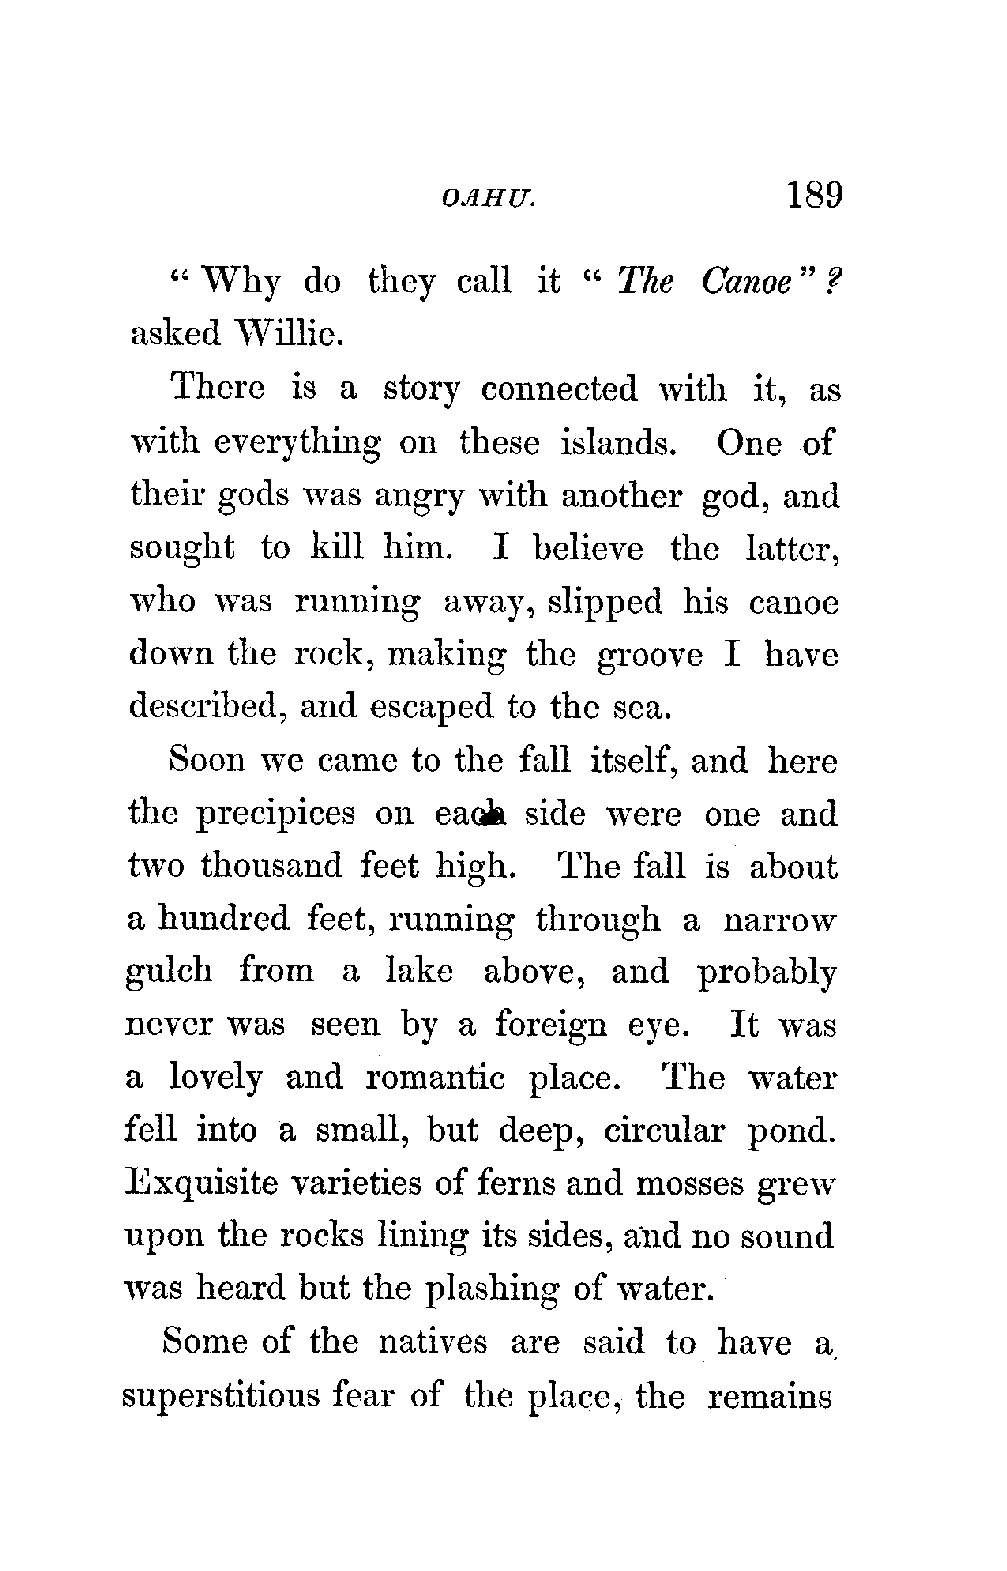 OAHU. 189
“ Why do they call it “ The Canoe” ?
asked Willie.
There is a story connected with it, as
with everything on these islands. One of
their gods was angry with another god, and
sought to kill him. I believe the latter,
who was running away, slipped his canoe
down the rock, making the groove I have
described, and escaped to the sea.
Soon we came to the fall itself, and here
the precipices on each side were one and
two thousand feet high. The fall is about
a hundred feet, running through a narrow
gulch from a lake above, and probably
never was seen by a foreign eye. It was
a lovely and romantic place. The water
fell into a small, but deep, circular pond.
Exquisite varieties of ferns and mosses grew
upon the rocks lining its sides, and no sound
was heard but the plashing of water.
Some of the natives are said to have a
superstitious fear of the place, the remains